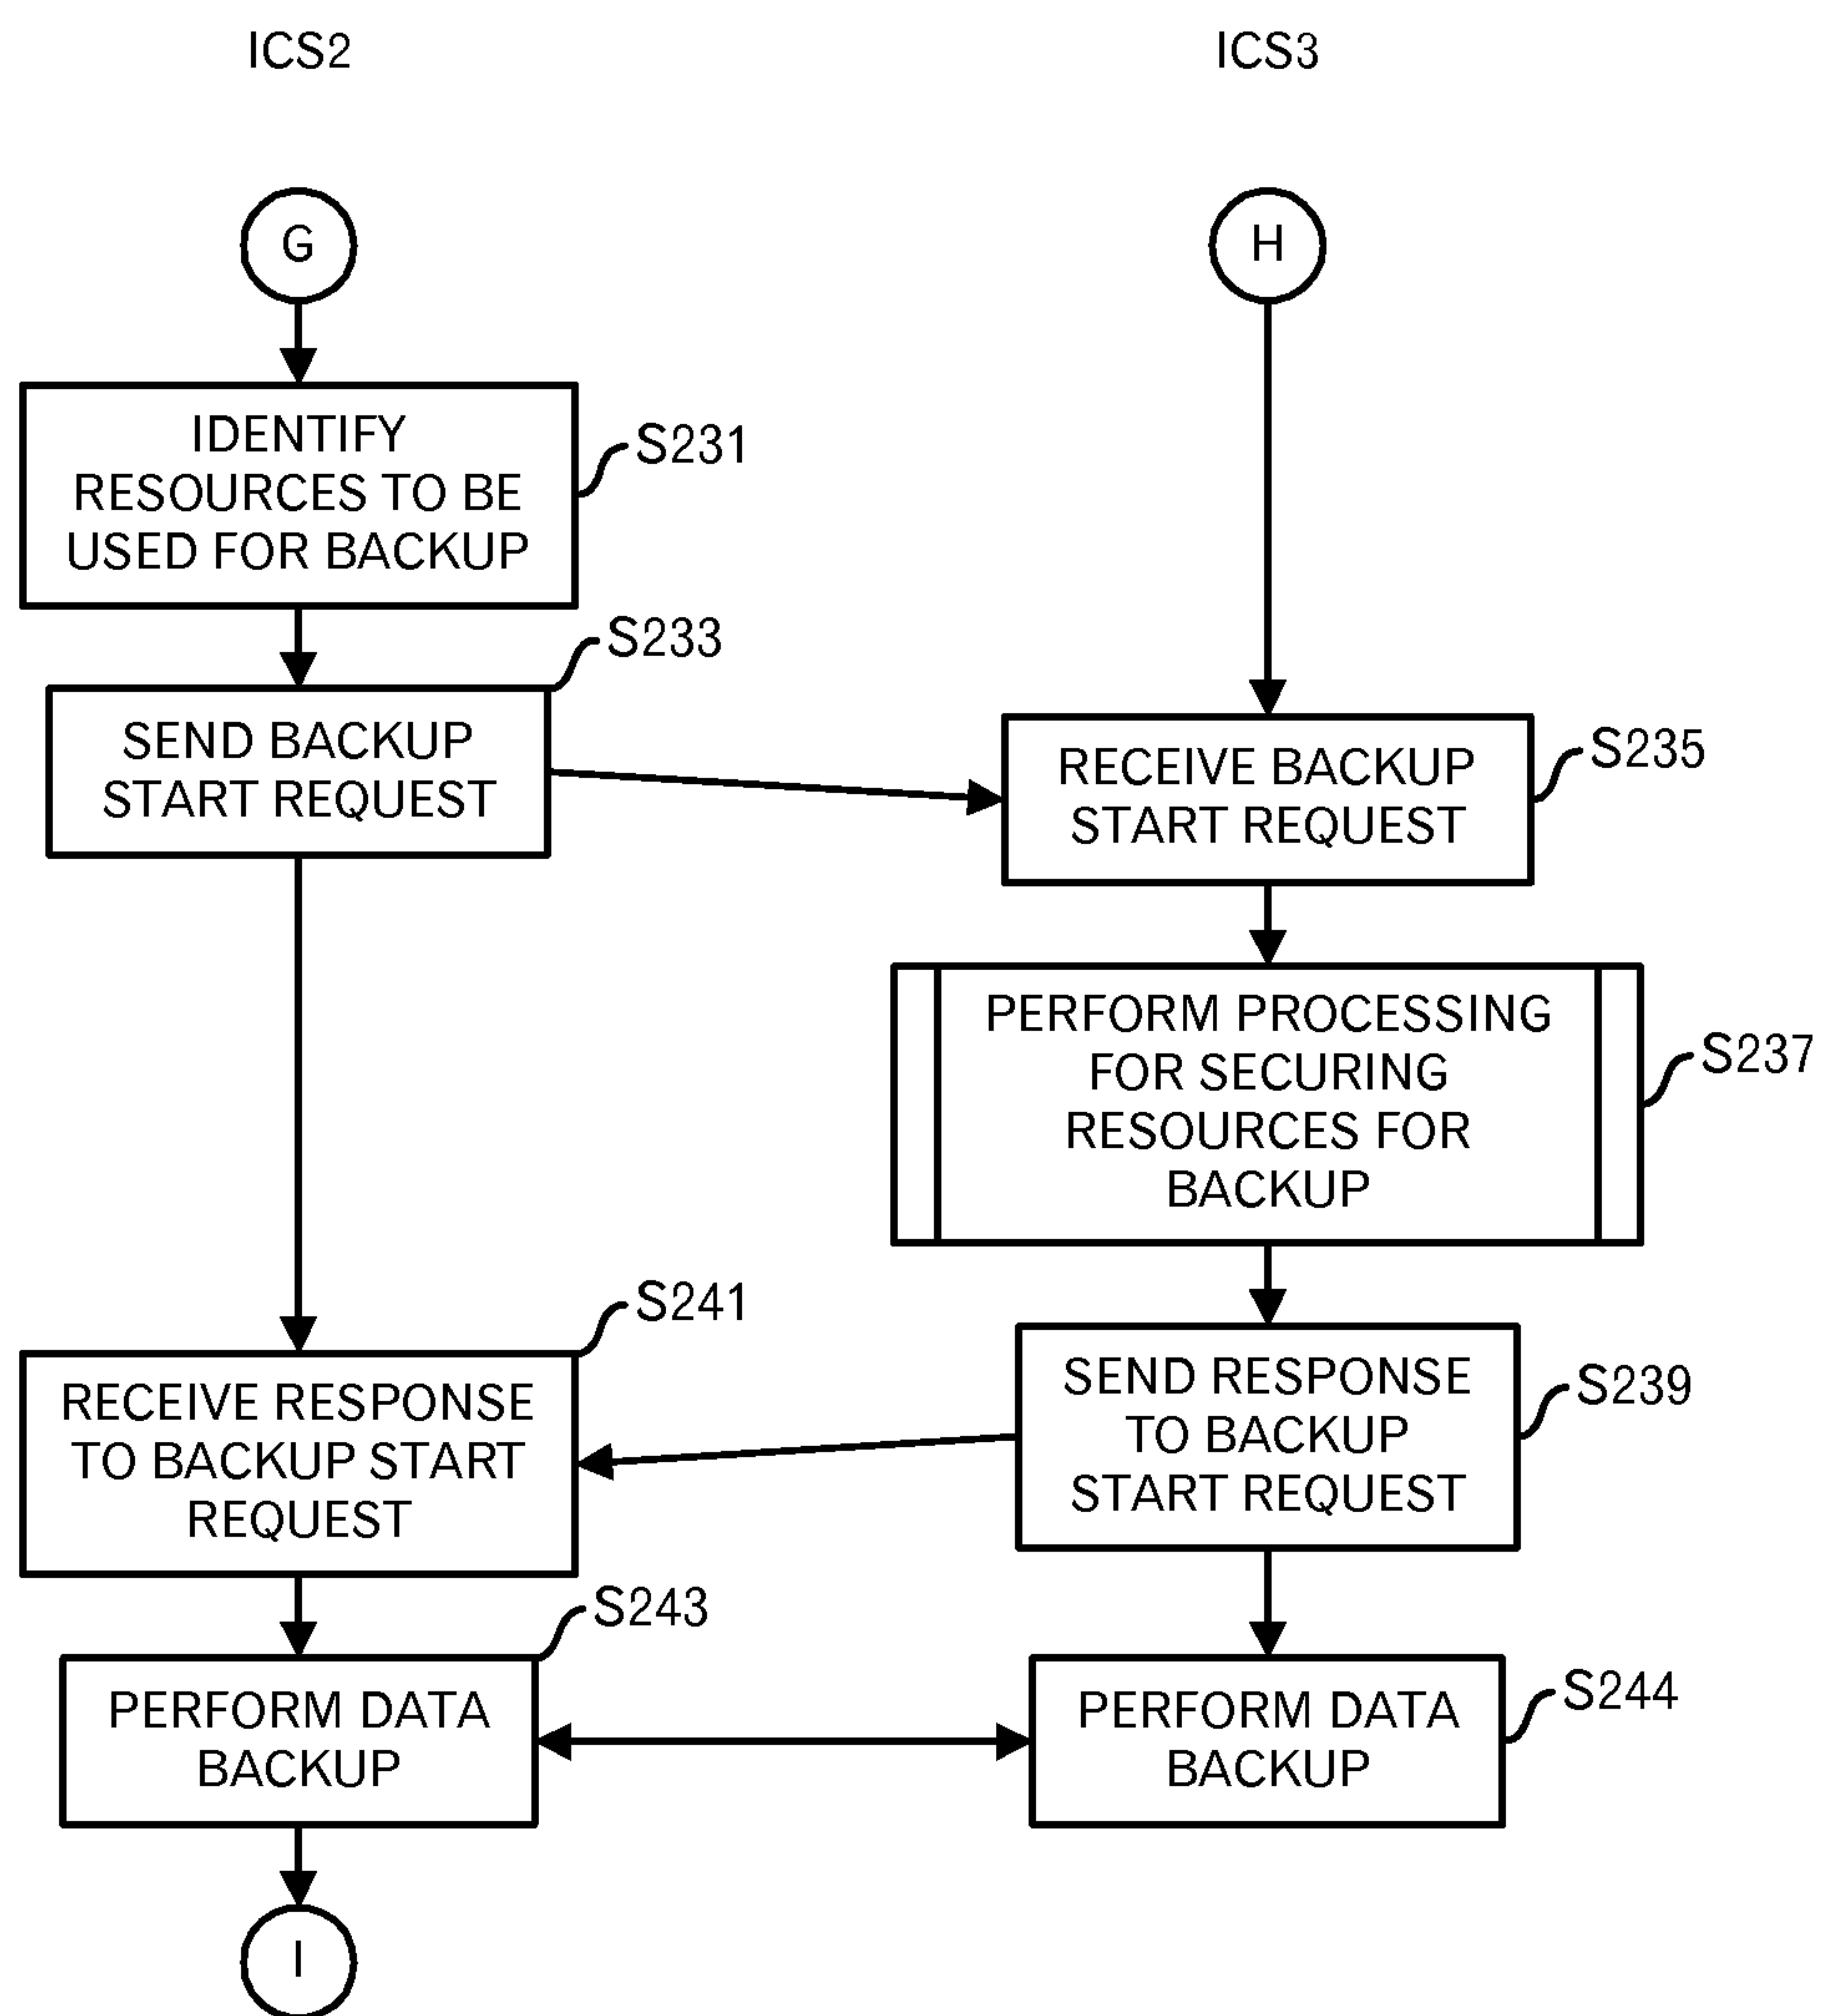 ICS2
ICS3
G
H
IDENTIFY
RESOURCES TO BE
USED FOR BACKUP
S231
S233
SEND BACKUP
START REQUEST
RECEIVE BACKUP
START REQUEST
S235
PERFORM PROCESSING
FOR SECURING
RESOURCES FOR
BACKUP
S237
S241
RECEIVE RESPONSE
TO BACKUP START
REQUEST
SEND RESPONSE
TO BACKUP
START REQUEST
S239
S243
PERFORM DATA
BACKUP
PERFORM DATA
BACKUP
S244
I